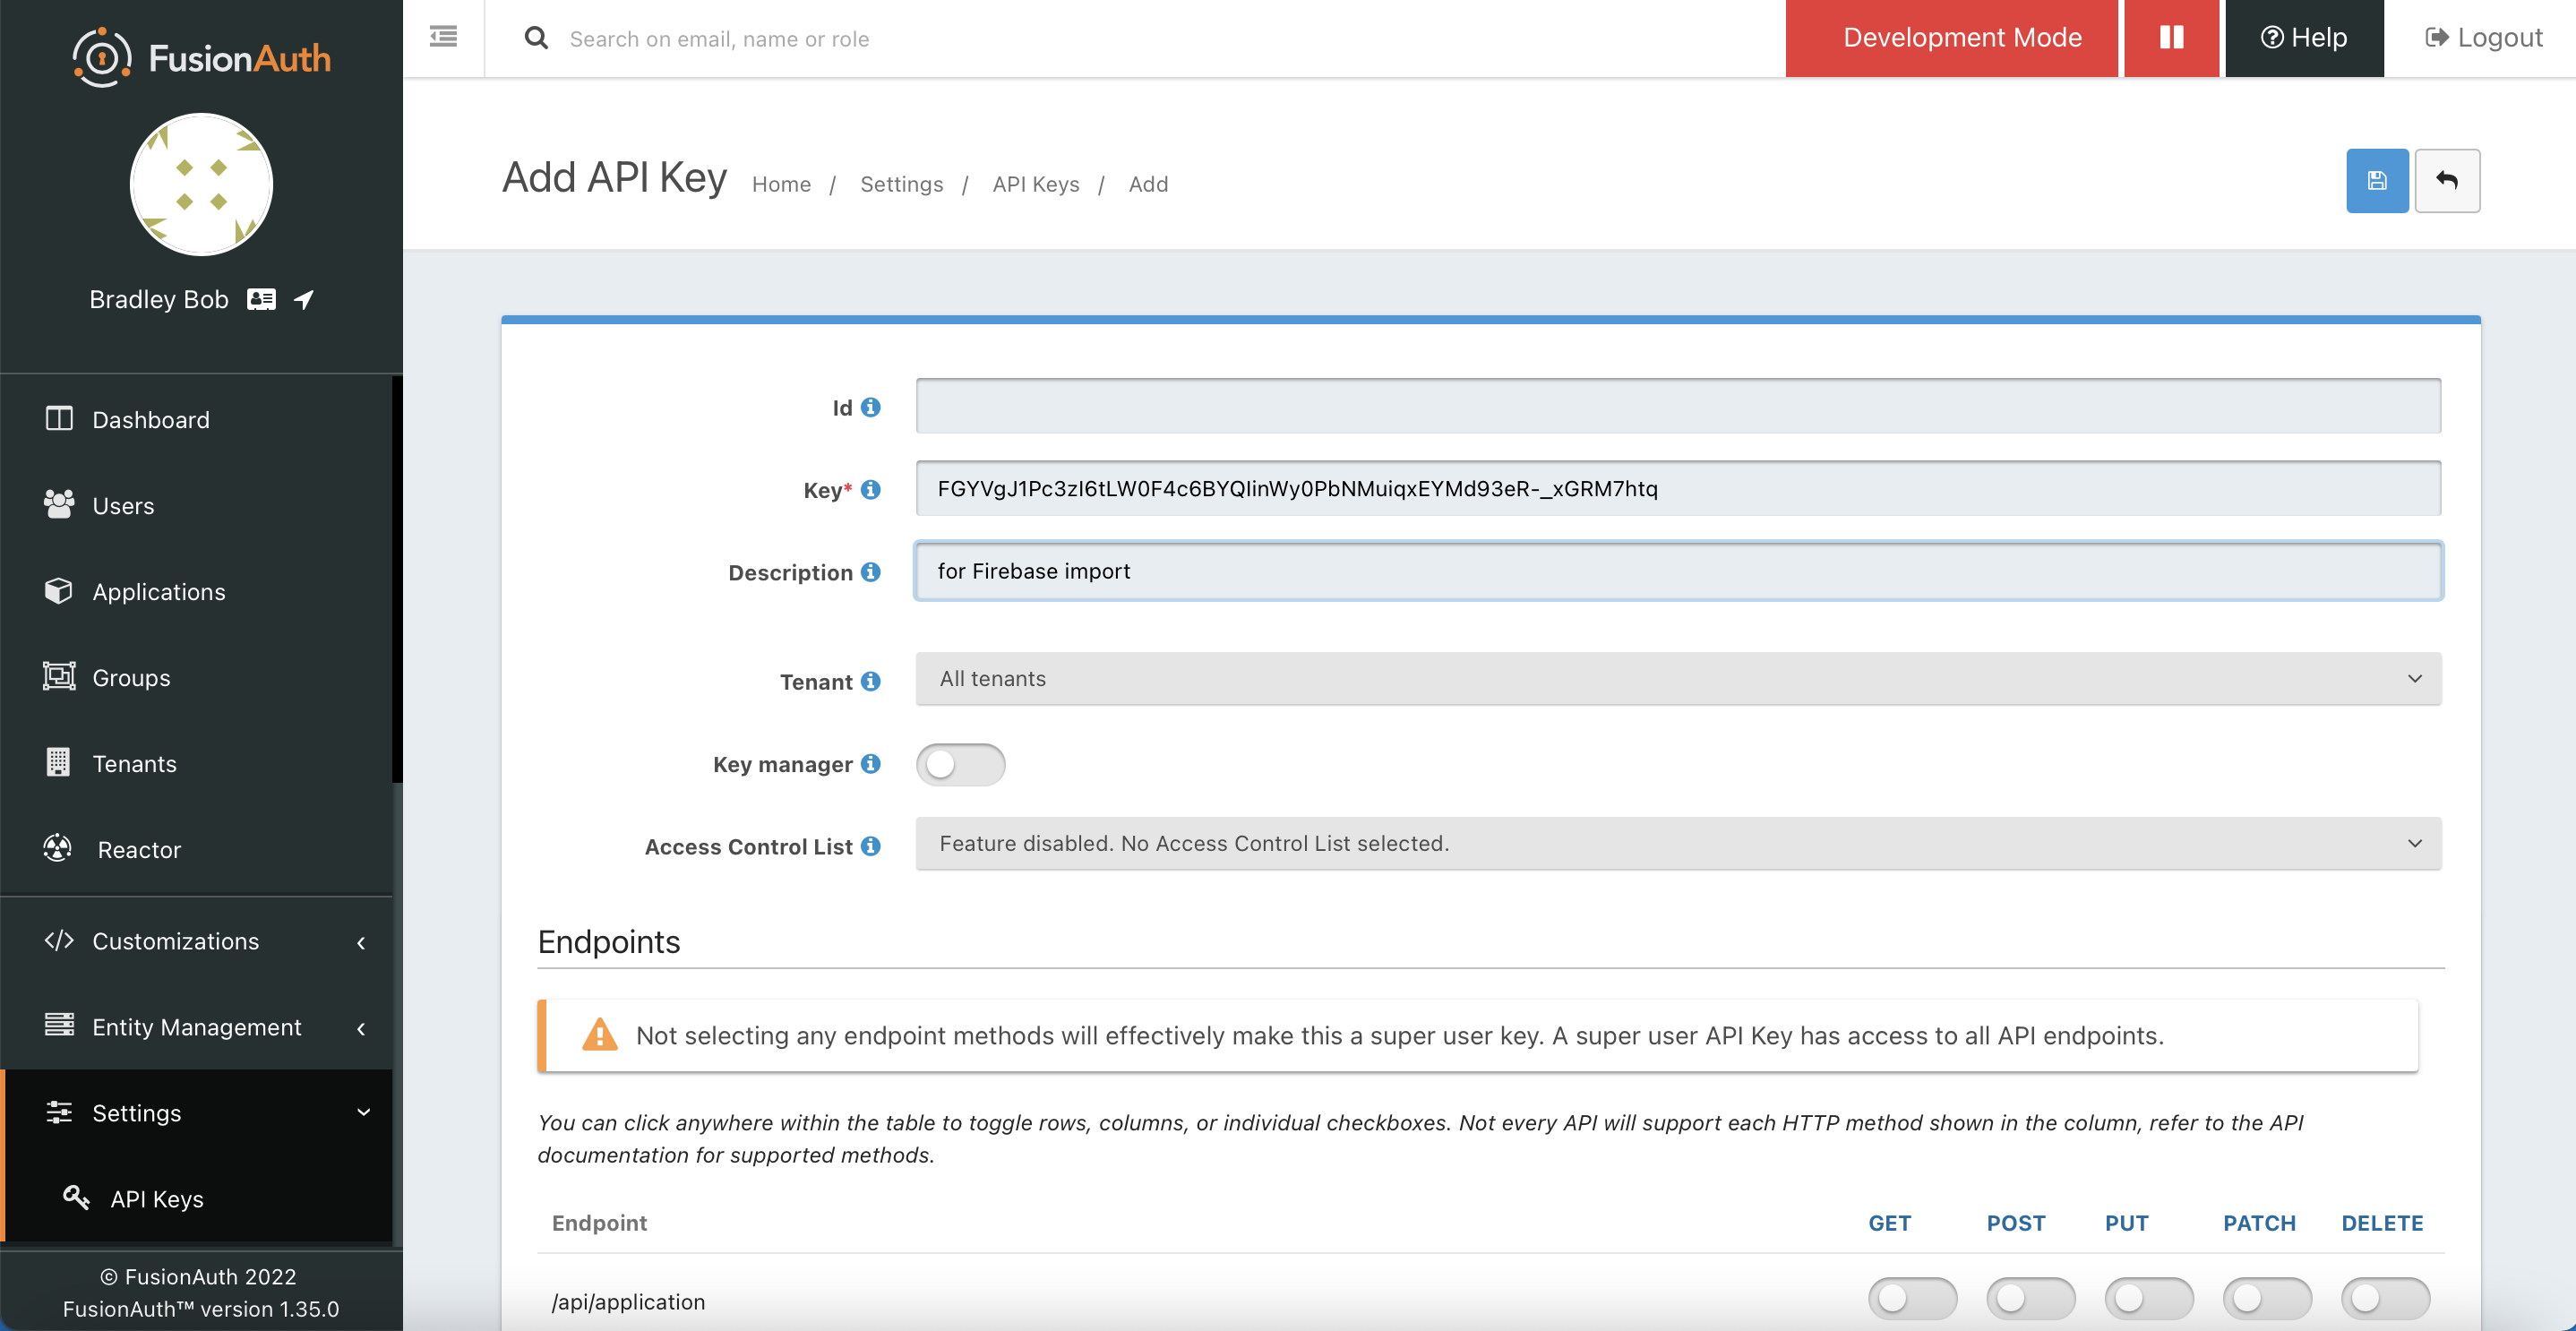 FusionAuth
Bradley Bob
Dashboard
Users
Applications
Groups
Tenants
Reactor
Customizations
Entity Management
Settings
API Keys
© FusionAuth 2022
FusionAuth™ version 1.35.0
Search on email, name or role
Development Mode
Help
Logout
Add API Key
Home / Settings / API Keys / Add
Id
Key* FGYVgJ1Pc3zI6tLW0F4c6BYQIinWy0PbNMuiqxEYMd93eR-_xGRM7htq
Description for Firebase import
Tenant All tenants
Key manager
Access Control List Feature disabled. No Access Control List selected.
Endpoints
Not selecting any endpoint methods will effectively make this a super user key. A super user API Key has access to all API endpoints.
You can click anywhere within the table to toggle rows, columns, or individual checkboxes. Not every API will support each HTTP method shown in the column, refer to the API
documentation for supported methods.
Endpoint GET POST PUT PATCH DELETE
/api/application